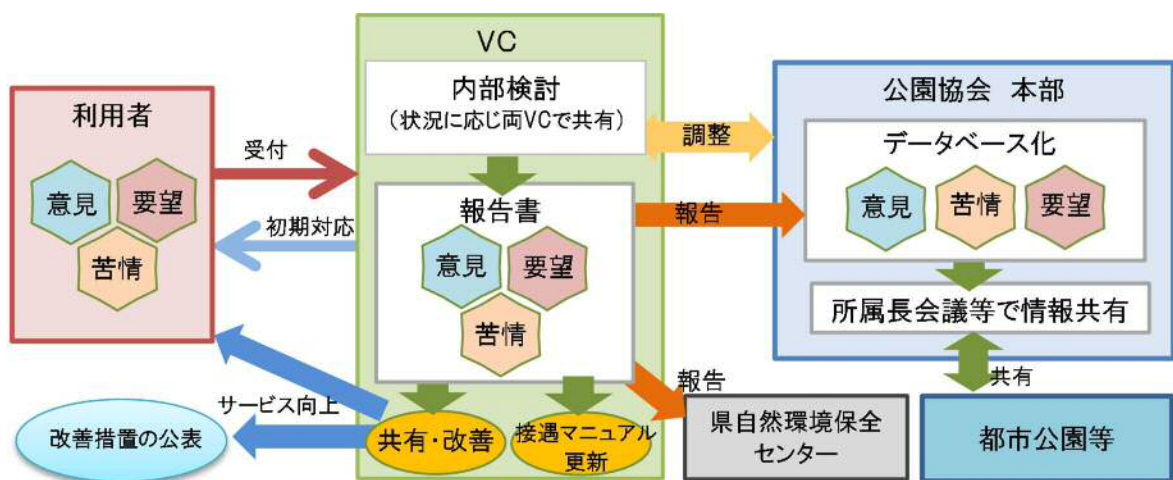 利用者
意見
要望
苦情
受付
初期対応
サービス向上
改善措置の公表
VC
内部検討
（状況に応じ両VCで共有）
報告書
意見
要望
苦情
共有・改善
接遇マニュアル
更新
調整
報告
報告
公園協会 本部
データベース化
意見
苦情
要望
所属長会議等で情報共有
共有
県自然環境保全
センター
都市公園等